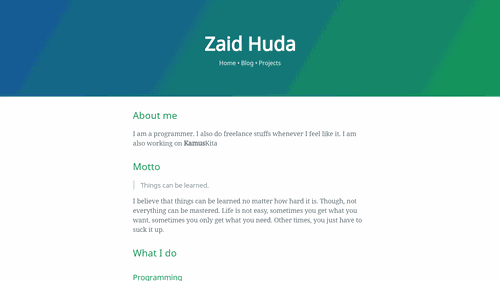 Zaid Huda
Home • Blog • Projects
About me
I am a programmer. I also do freelance stuffs whenever I feel like it. I am
also working on KamusKita
Motto
Things can be learned.
I believe that things can be learned no matter how hard it is. Though, not
everything can be mastered. Life is not easy, sometimes you get what you
want, sometimes you only get what you need. Other times, you just have to
suck it up.
What I do
Programming